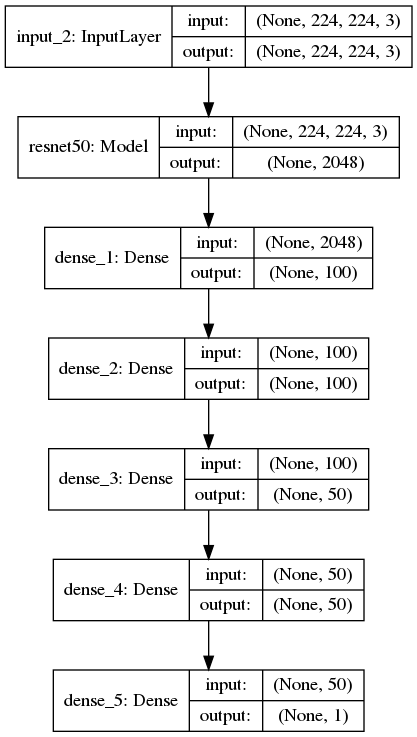 input_2: InputLayer
input: (None, 224, 224, 3)
output: (None, 224, 224, 3)
resnet50: Model
input: (None, 224, 224, 3)
output: (None, 2048)
dense_1: Dense
input: (None, 2048)
output: (None, 100)
dense_2: Dense
input: (None, 100)
output: (None, 100)
dense_3: Dense
input: (None, 100)
output: (None, 50)
dense_4: Dense
input: (None, 50)
output: (None, 50)
dense_5: Dense
input: (None, 50)
output: (None, 1)